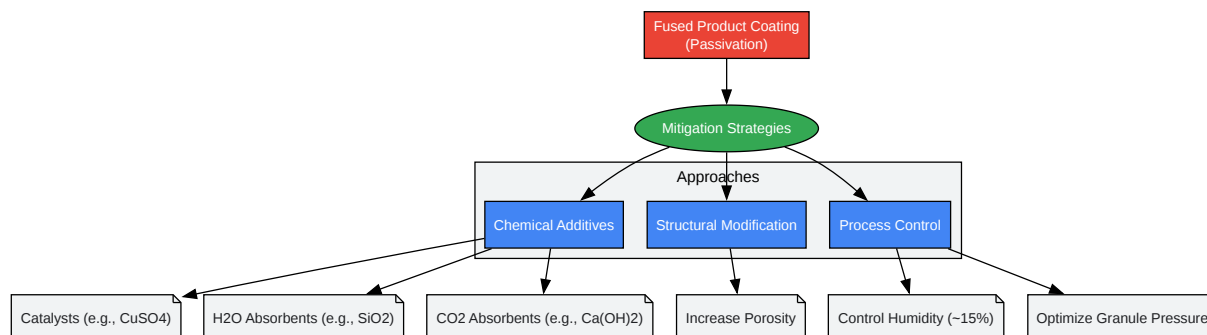 Fused Product Coating
(Passivation)
Mitigation Strategies
Approaches
Chemical Additives
Structural Modification
Process Control
Catalysts (e.g., CuSO4)
H2O Absorbents (e.g., SiO2)
CO2 Absorbents (e.g., Ca(OH)2)
Increase Porosity
Control Humidity (~15%)
Optimize Granule Pressure